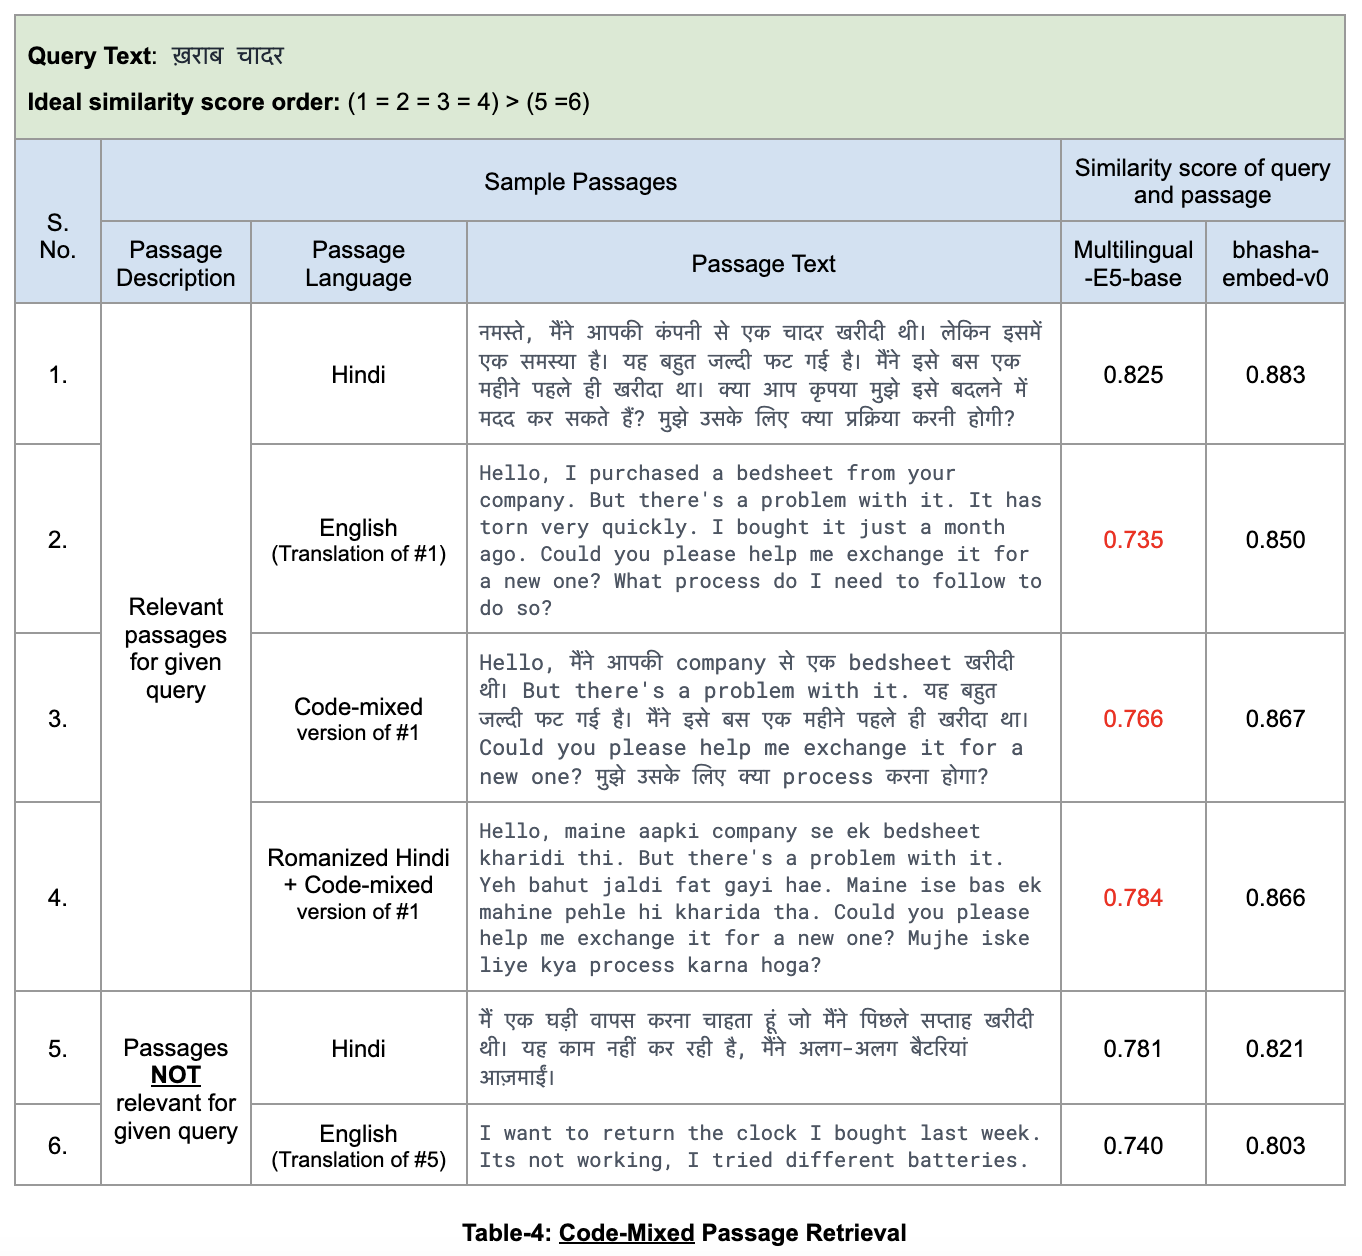 Query Text: ख़राब चादर
Ideal similarity score order: (1 = 2 = 3 = 4) > (5 =6)
S.
No.
Sample Passages
Similarity score of query
and passage
Passage
Description
Passage
Language
Passage Text
Multilingual
-E5-base
bhasha-
embed-v0
1.
Relevant
passages
for given
query
Hindi
नमस्ते, मैंने आपकी कंपनी से एक चादर खरीदी थी। लेकिन इसमें
एक समस्या है। यह बहुत जल्दी फट गई है। मैंने इसे बस एक
महीने पहले ही खरीदा था। क्या आप कृपया मुझे इसे बदलने में
मदद कर सकते हैं? मुझे उसके लिए क्या प्रक्रिया करनी होगी?
0.825
0.883
2.
English
(Translation of #1)
Hello, I purchased a bedsheet from your
company. But there's a problem with it. It has
torn very quickly. I bought it just a month
ago. Could you please help me exchange it for
a new one? What process do I need to follow to
do so?
0.735
0.850
3.
Code-mixed
version of #1
Hello, मैंने आपकी company से एक bedsheet खरीदी
थी। But there's a problem with it. यह बहुत
जल्दी फट गई है। मैंने इसे बस एक महीने पहले ही खरीदा था।
Could you please help me exchange it for a
new one? मुझे उसके लिए क्या process करना होगा?
0.766
0.867
4.
Romanized Hindi
+ Code-mixed
version of #1
Hello, maine aapki company se ek bedsheet
kharidi thi. But there's a problem with it.
Yeh bahut jaldi fat gayi hae. Maine ise bas ek
mahine pehle hi kharida tha. Could you please
help me exchange it for a new one? Mujhe iske
liye kya process karna hoga?
0.784
0.866
5.
Passages
NOT
relevant for
given query
Hindi
मैं एक घड़ी वापस करना चाहता हूं जो मैंने पिछले सप्ताह खरीदी
थी। यह काम नहीं कर रही है, मैंने अलग-अलग बैटरियां
आज़माईं।
0.781
0.821
6.
English
(Translation of #5)
I want to return the clock I bought last week.
Its not working, I tried different batteries.
0.740
0.803
Table-4: Code-Mixed Passage Retrieval